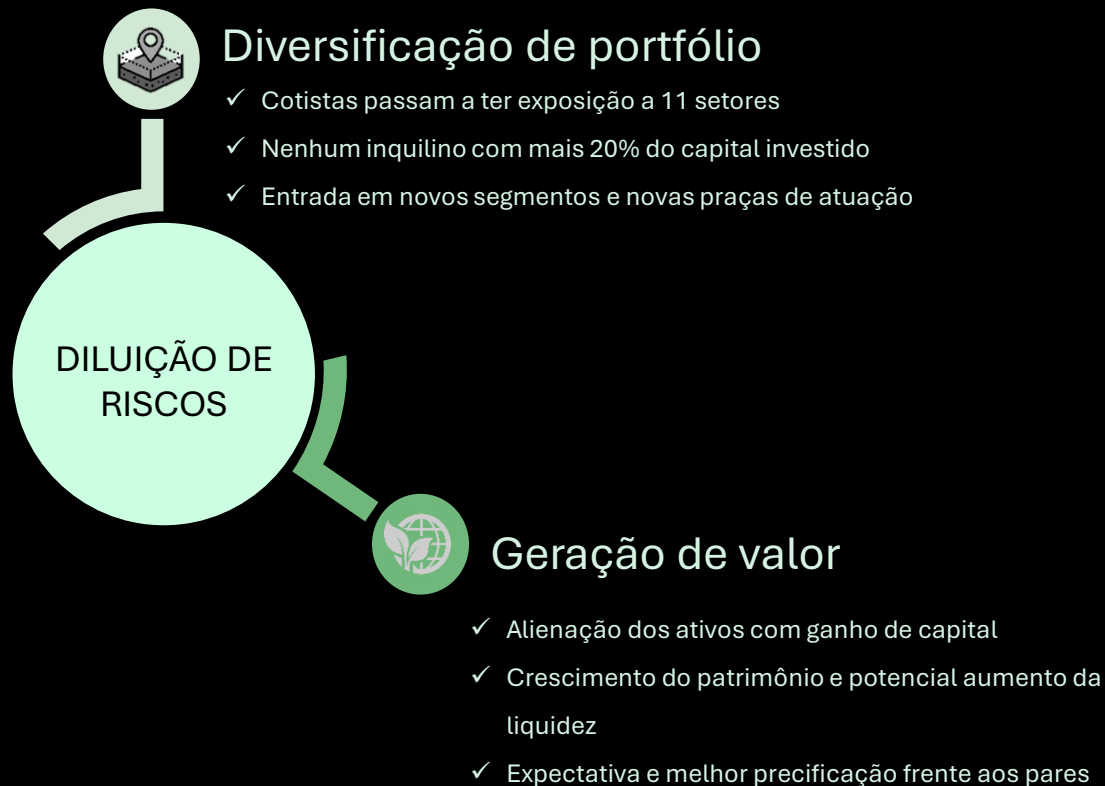 Diversificação de portfólio
✓ Cotistas passam a ter exposição a 11 setores
✓ Nenhum inquilino com mais 20% do capital investido
✓ Entrada em novos segmentos e novas praças de atuação
DILUIÇÃO DE
RISCOS
Geração de valor
✓ Alienação dos ativos com ganho de capital
✓ Crescimento do patrimônio e potencial aumento da
liquidez
✓ Expectativa e melhor precificação frente aos pares